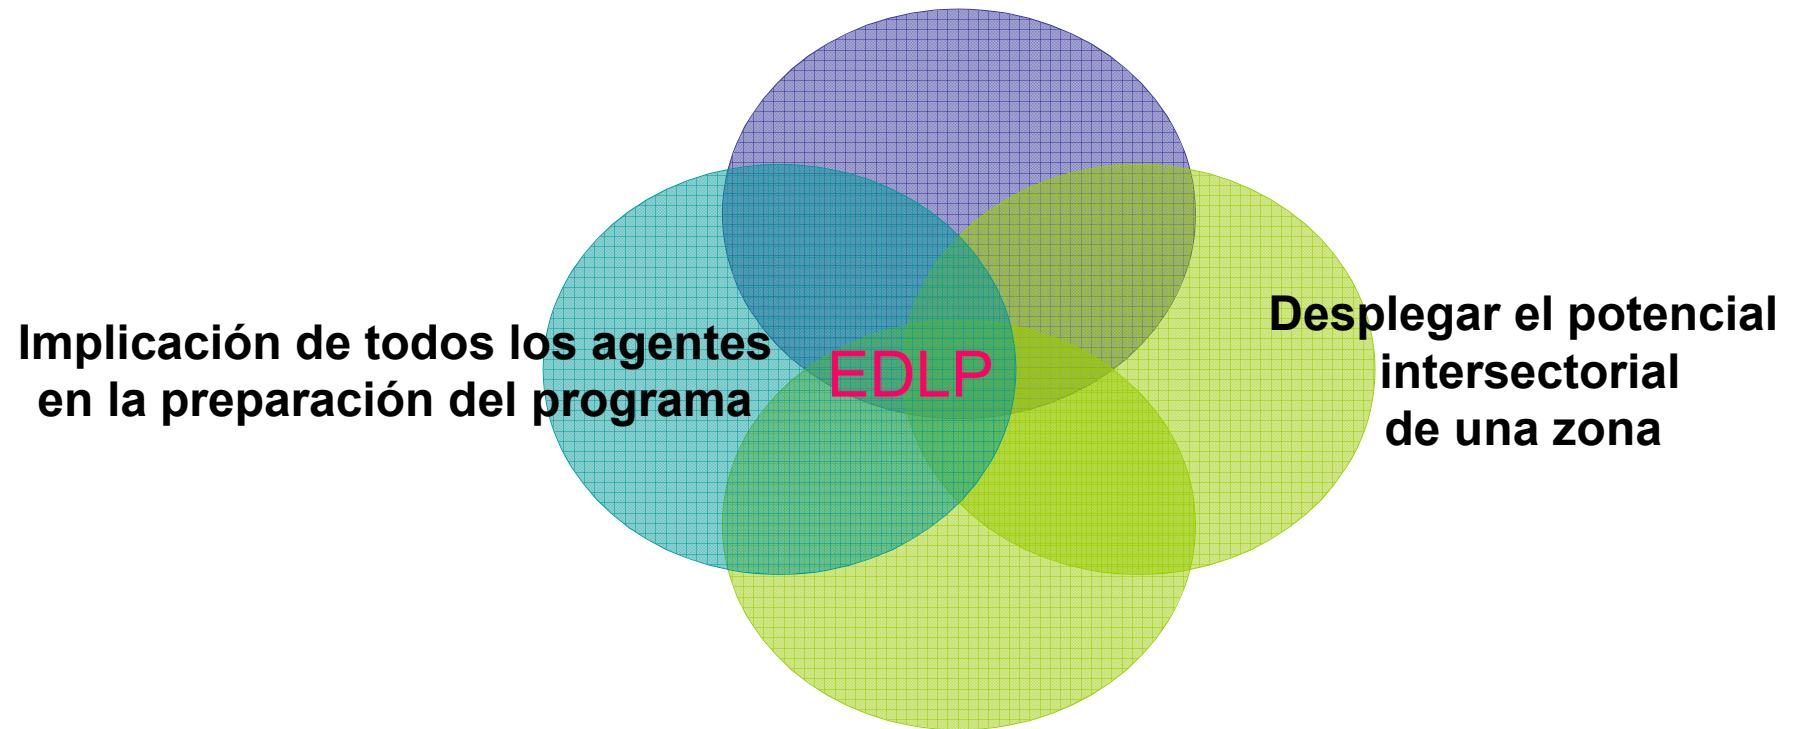 Implicación de todos los agentes
en la preparación del programa
EDLP
Desplegar el potencial
intersectorial
de una zona